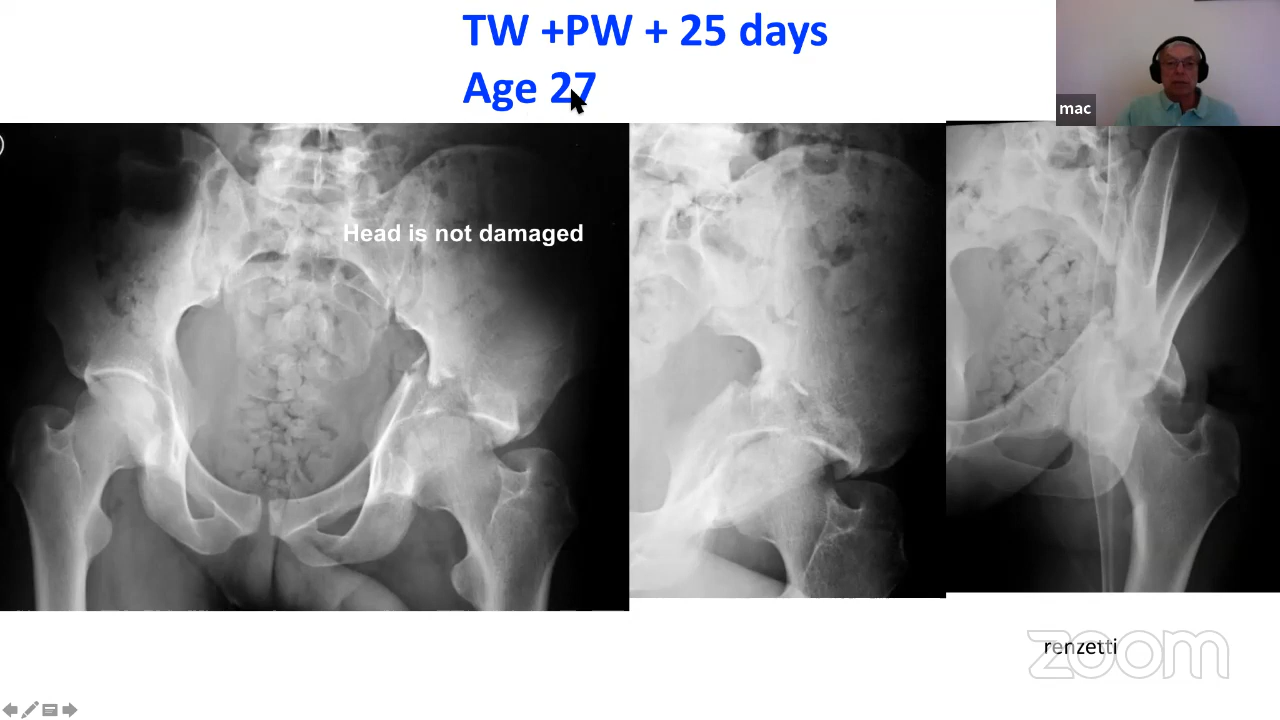 TW +PW + 25 days
Age 27
mac
Head is not damaged
renzetti
zoom